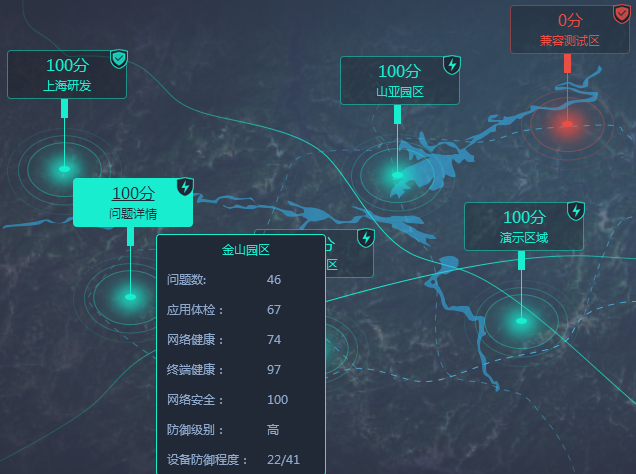 0分
兼容测试区
100分
上海研发
100分
山亚园区
100分
问题详情
100分
演示区域
分
区
金山园区
问题数: 46
应用体检： 67
网络健康： 74
终端健康： 97
网络安全： 100
防御级别： 高
设备防御程度： 22/41